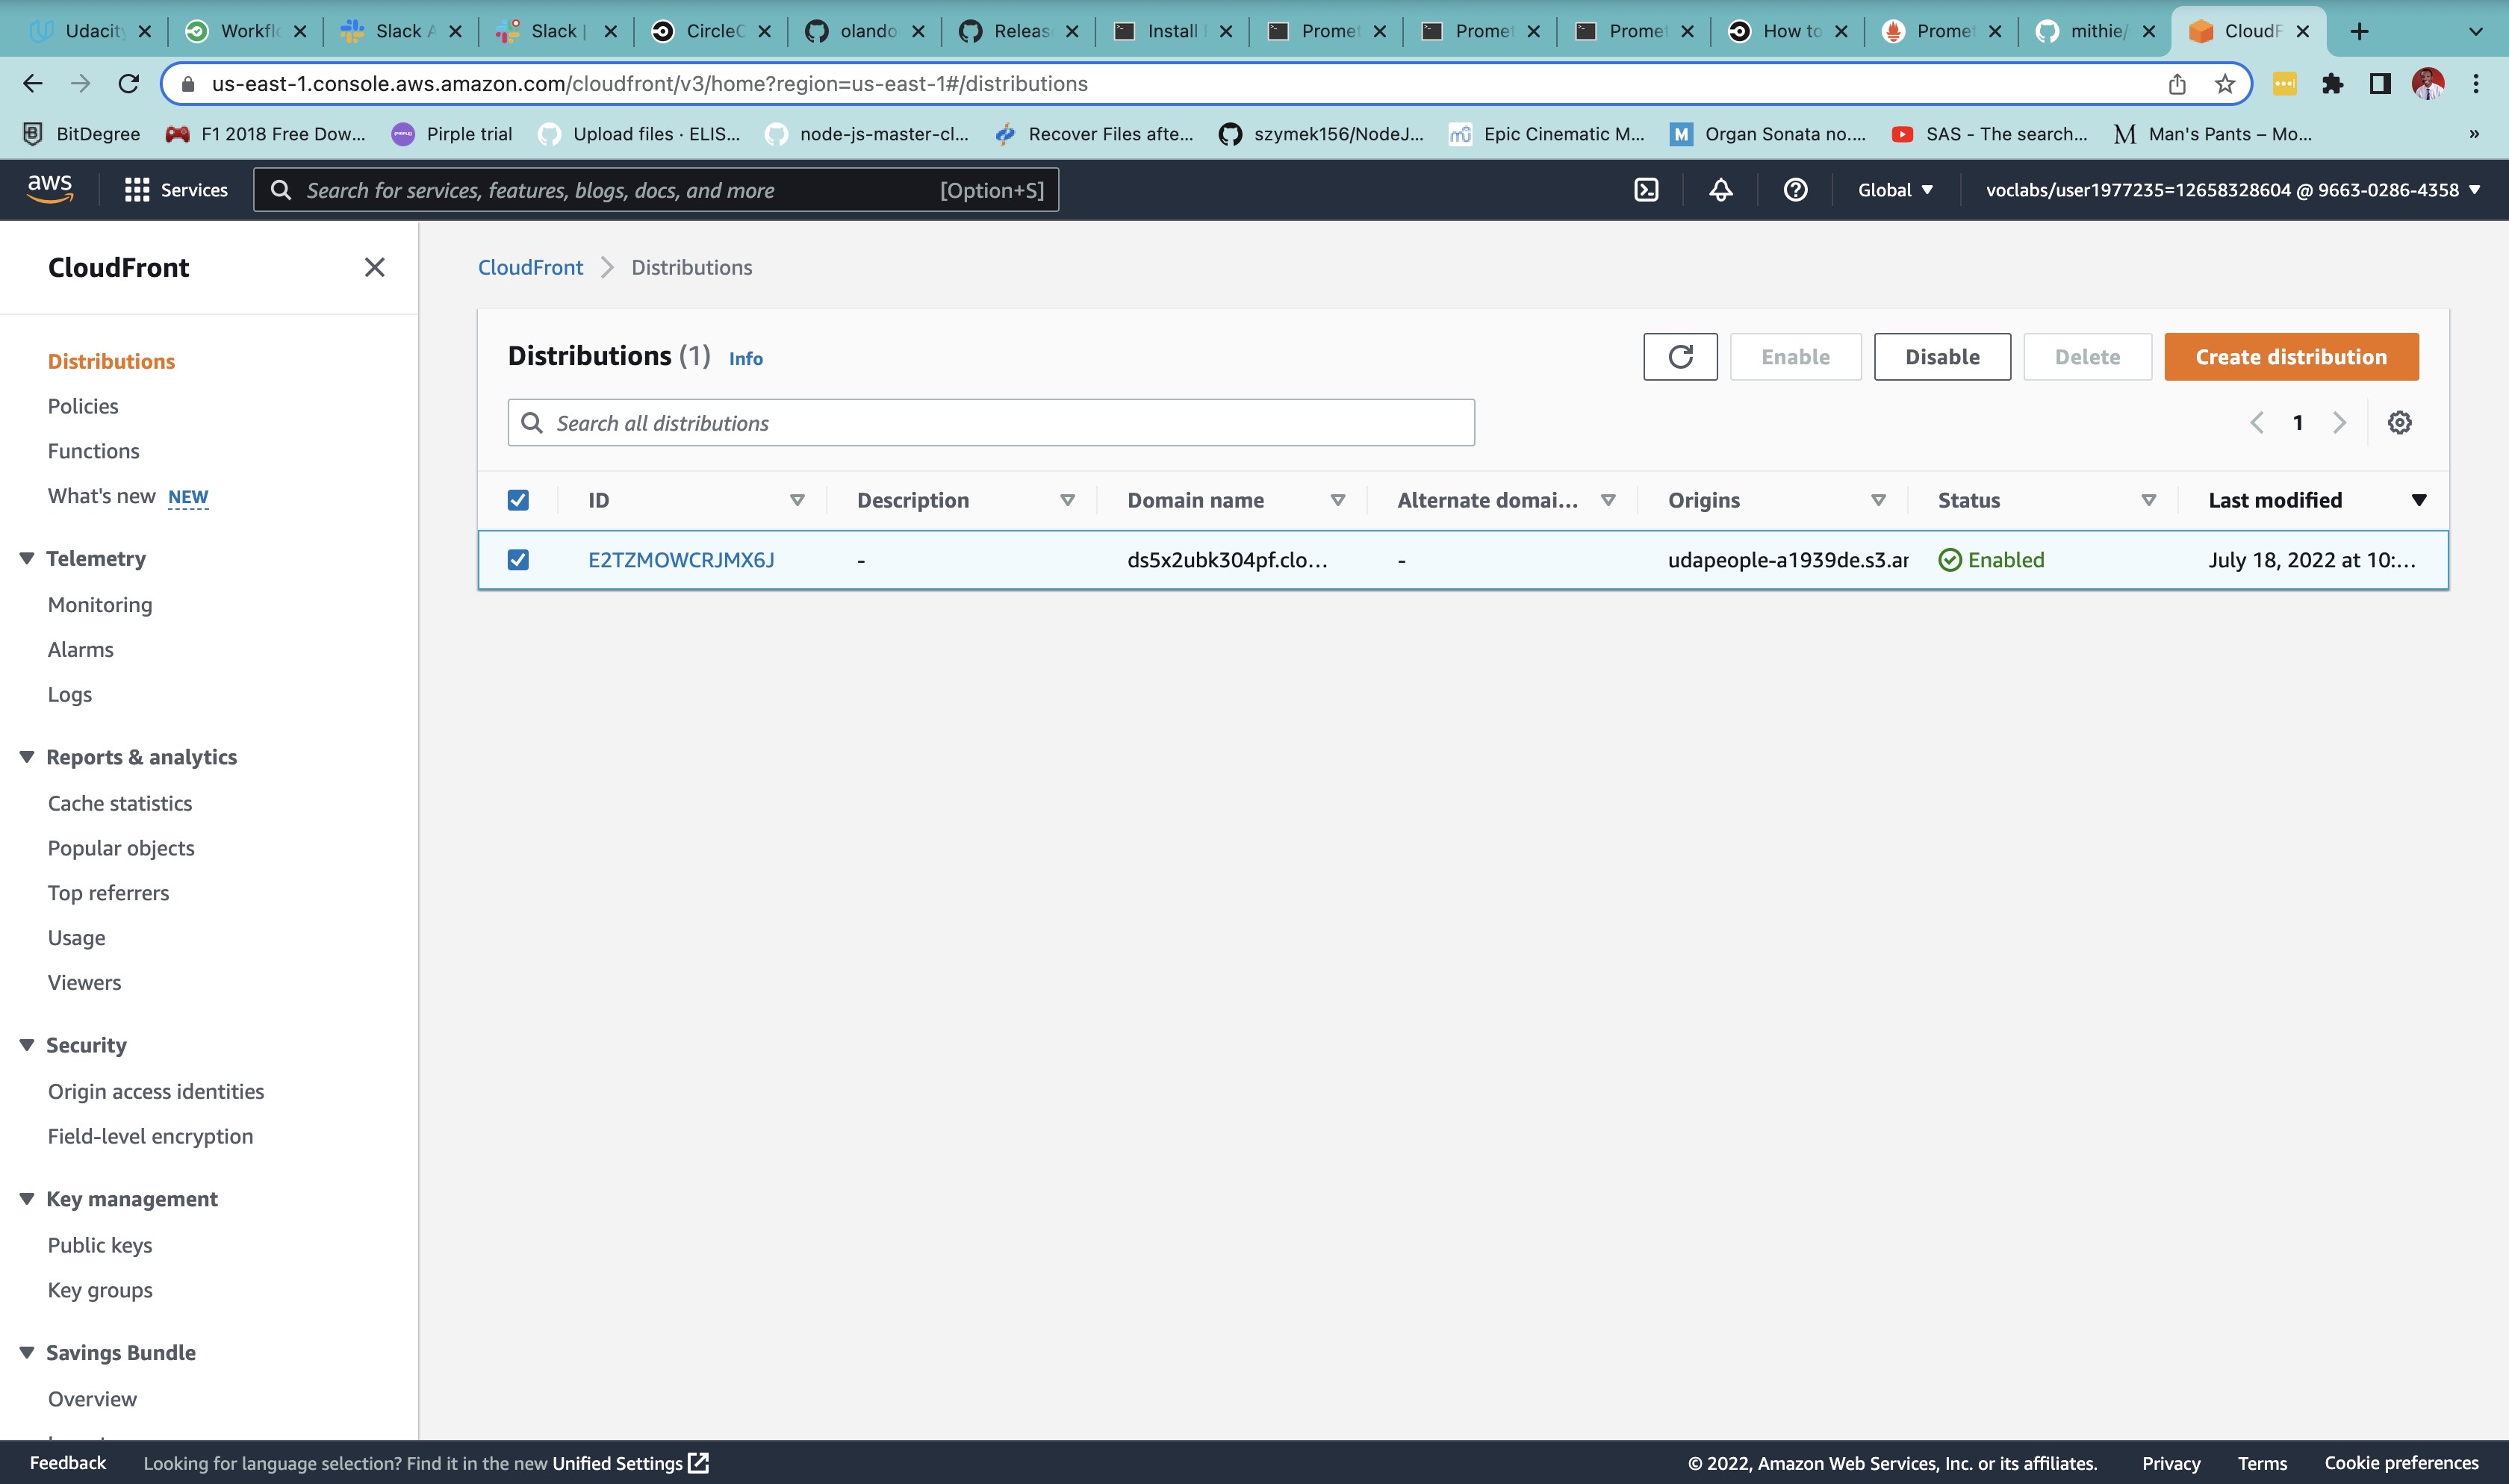 Udacity Workflo Slack A Slack | CircleC olando Releas Install Promet Promet Promet How to Promet mithie/ CloudF
us-east-1.console.aws.amazon.com/cloudfront/v3/home?region=us-east-1#/distributions
BitDegree F1 2018 Free Dow... Pirple trial Upload files · ELIS... node-js-master-cl... Recover Files afte... szymek156/NodeJ... Epic Cinematic M... Organ Sonata no.... SAS - The search... Man's Pants – Mo... »
aws Services Search for services, features, blogs, docs, and more [Option+S] Global voclabs/user1977235=12658328604 @ 9663-0286-4358
CloudFront
CloudFront Distributions
Distributions (1) Info Enable Disable Delete Create distribution
Search all distributions 1
ID Description Domain name Alternate domai... Origins Status Last modified
E2TZMOWCRJMX6J - ds5x2ubk304pf.clo... - udapeople-a1939de.s3.ar Enabled July 18, 2022 at 10:...
Distributions
Policies
Functions
What's new NEW
Telemetry
Monitoring
Alarms
Logs
Reports & analytics
Cache statistics
Popular objects
Top referrers
Usage
Viewers
Security
Origin access identities
Field-level encryption
Key management
Public keys
Key groups
Savings Bundle
Overview
Feedback Looking for language selection? Find it in the new Unified Settings © 2022, Amazon Web Services, Inc. or its affiliates. Privacy Terms Cookie preferences